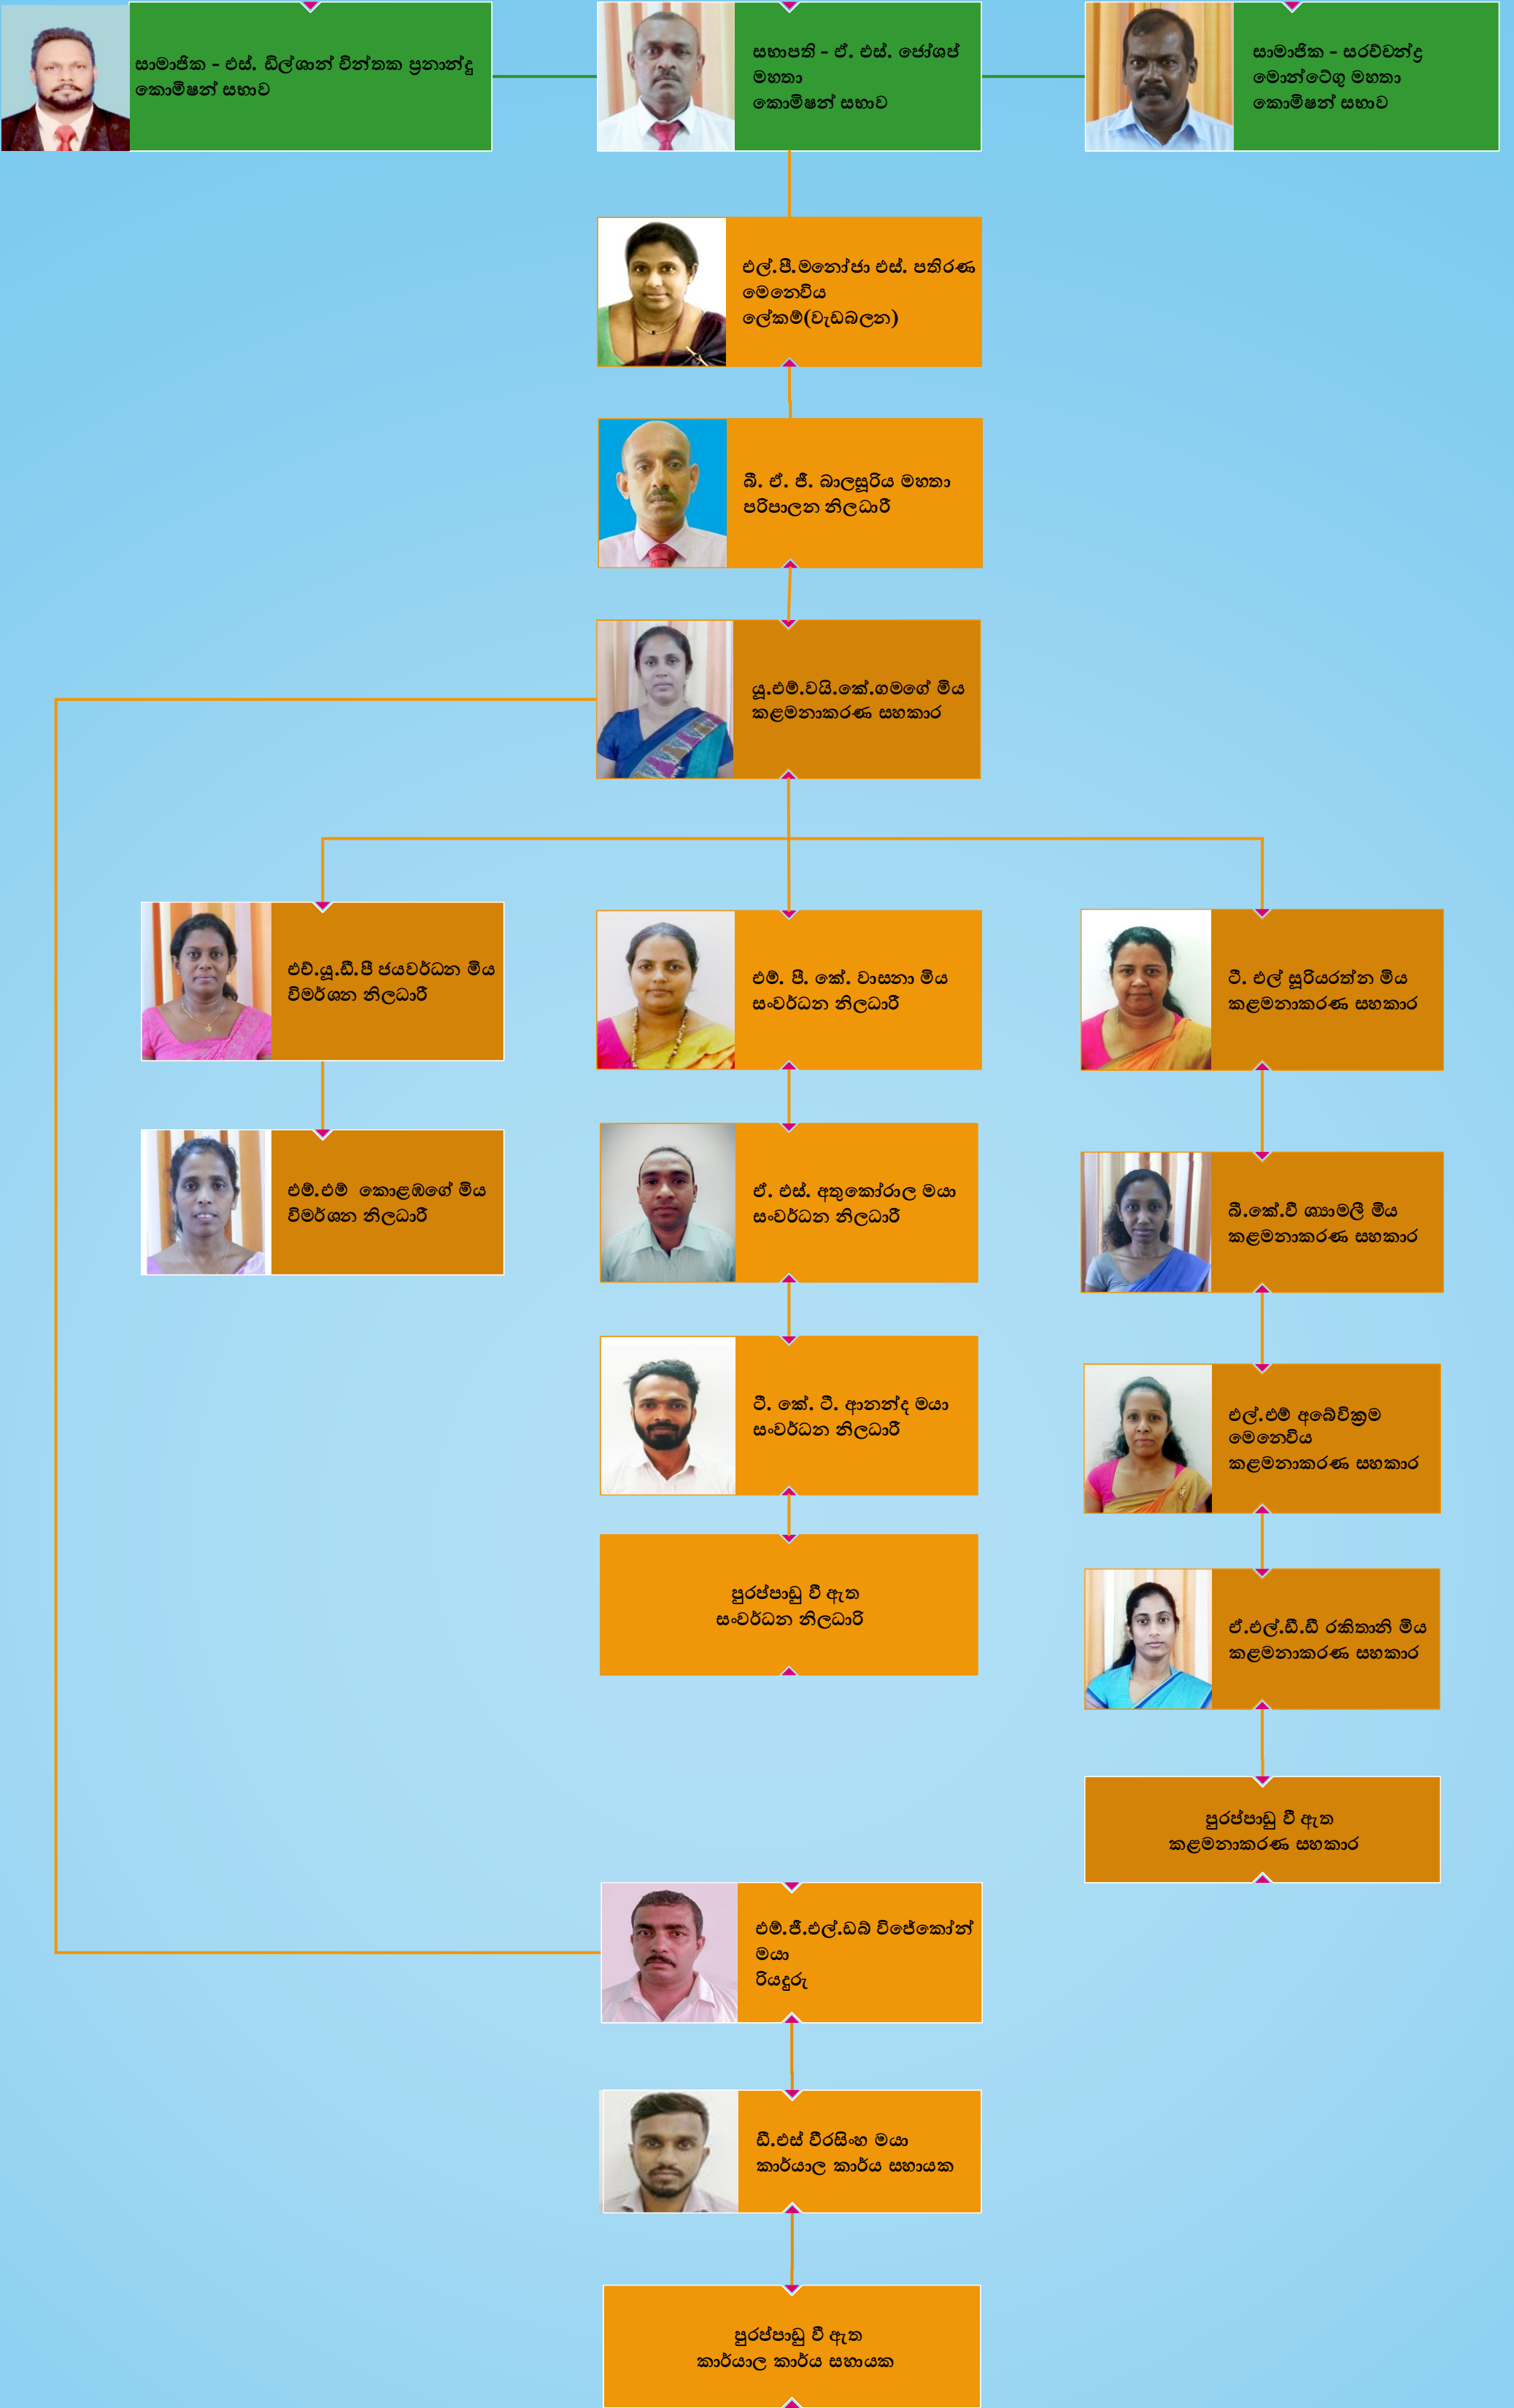 සාමාජික - එස්. ඩිල්ශාන් චින්තක ප්‍රනාන්දු
කොමිෂන් සභාව
සභාපති - ඒ. එස්. ජෝශප්
මහතා
කොමිෂන් සභාව
සාමාජික - සරච්චන්ද්‍ර
මොන්ටේගු මහතා
කොමිෂන් සභාව
එල්.පී.මනෝජා එස්. පතිරණ
මෙනෙවිය
ලේකම්(වැඩබලන)
බී. ඒ. ජී. බාලසූරිය මහතා
පරිපාලන නිලධාරී
යූ.එම්.වයි.කේ.ගමගේ මිය
කළමනාකරණ සහකාර
එච්.යූ.ඩී.පී ජයවර්ධන මිය
විමර්ශන නිලධාරී
එම්. පී. කේ. වාසනා මිය
සංවර්ධන නිලධාරී
ටී. එල් සූරියරත්න මිය
කළමනාකරණ සහකාර
එම්.එම් කොළඹගේ මිය
විමර්ශන නිලධාරී
ඒ. එස්. අතුකෝරාල මයා
සංවර්ධන නිලධාරී
බී.කේ.වී ශ්‍යාමලී මිය
කළමනාකරණ සහකාර
ටී. කේ. ටී. ආනන්ද මයා
සංවර්ධන නිලධාරී
එල්.එම් අබේවික්‍රම
මෙනෙවිය
කළමනාකරණ සහකාර
පුරප්පාඩු වී ඇත
සංවර්ධන නිලධාරි
ඒ.එල්.ඩී.ඩී රකිතානි මිය
කළමනාකරණ සහකාර
පුරප්පාඩු වී ඇත
කළමනාකරණ සහකාර
එම්.ජී.එල්.ඩබ් විජේකෝන්
මයා
රියදුරු
ඩී.එස් වීරසිංහ මයා
කාර්යාල කාර්ය සහායක
පුරප්පාඩු වී ඇත
කාර්යාල කාර්ය සහායක